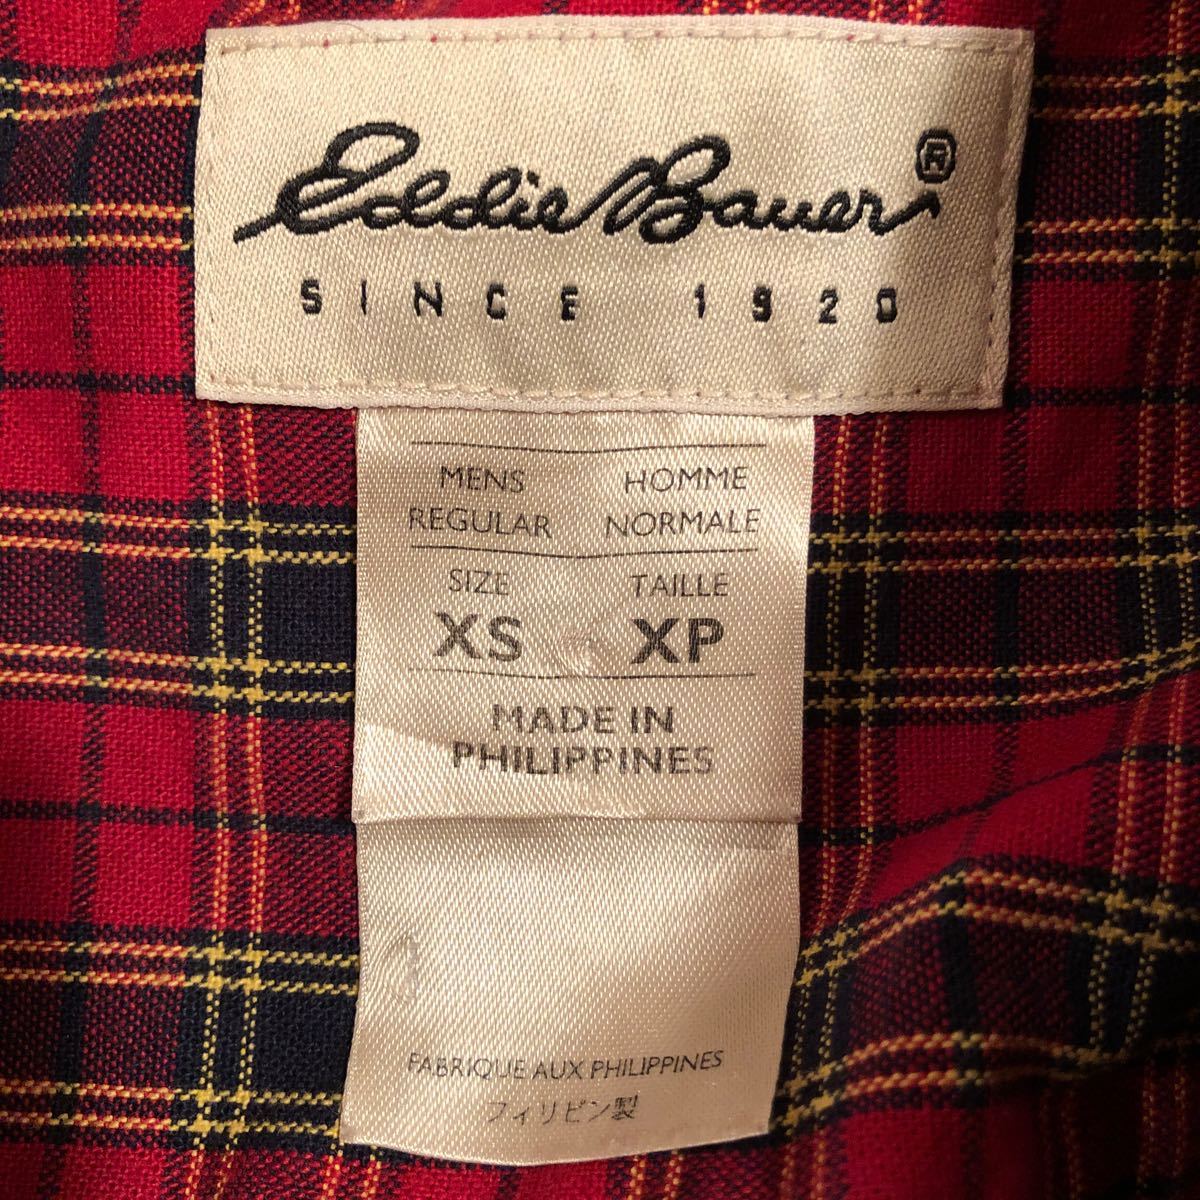 Eddie Bauer ®
SINCE 1920
MENS HOMME
REGULAR NORMALE
SIZE TAILLE
XS XP
MADE IN
PHILIPPINES
FABRIQUE AUX PHILIPPINES
フィリピン製